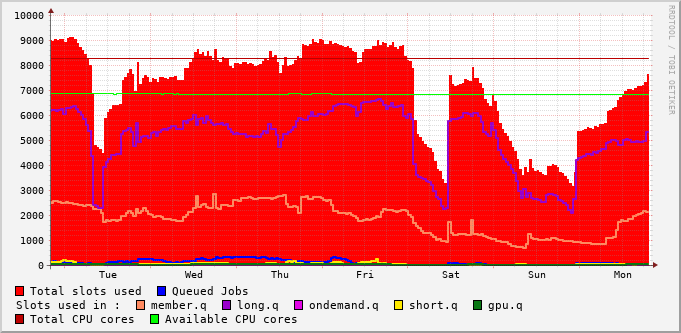 RRDTOOL / TOBI OETIKER
10000
9000
8000
7000
6000
5000
4000
3000
2000
1000
0
Tue Wed Thu Fri Sat Sun Mon
Total slots used Queued Jobs
Slots used in : member.q long.q ondemand.q short.q gpu.q
Total CPU cores Available CPU cores